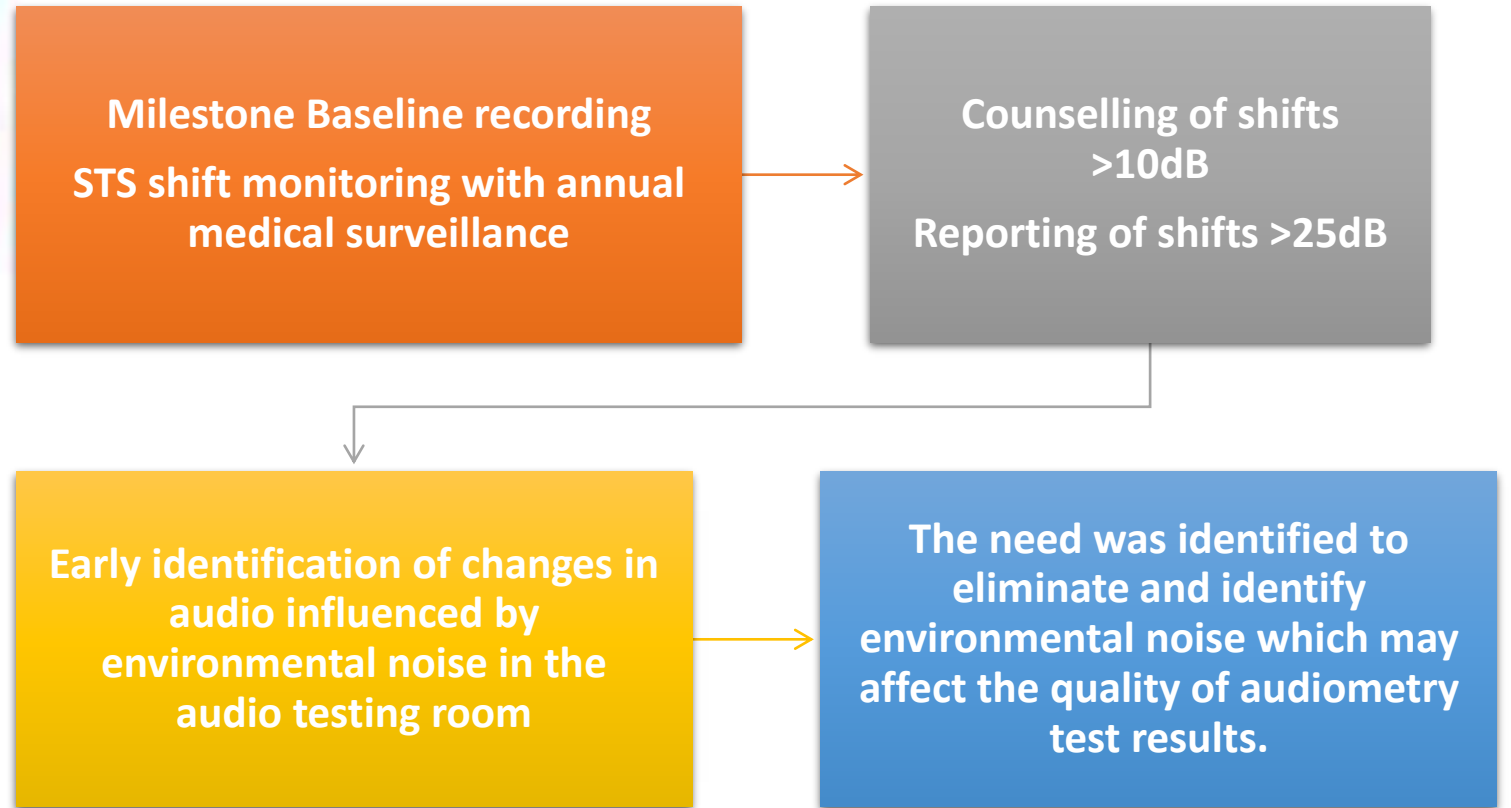 Milestone Baseline recording
STS shift monitoring with annual
medical surveillance
Counselling of shifts
>10dB
Reporting of shifts >25dB
Early identification of changes in
audio influenced by
environmental noise in the
audio testing room
The need was identified to
eliminate and identify
environmental noise which may
affect the quality of audiometry
test results.